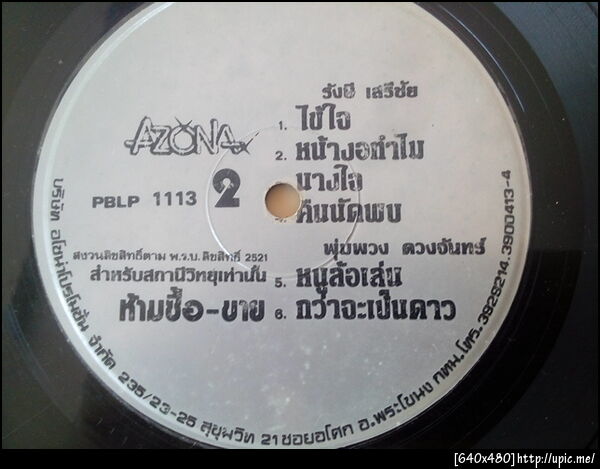 รังษี เสรีชัย
AZONA
1. ไข้ใจ
2. หน้างอทำไม
นางใจ
คืนนัดพบ
PBLP 1113 2
พุ่มพวง ดวงจันทร์
สงวนลิขสิทธิ์ตาม พ.ร.บ. ลิขสิทธิ์ 2521
สำหรับสถานีวิทยุเท่านั้น
5. หนูล้อเล่น
ห้ามซื้อ-ขาย
6. กว่าจะเป็นดาว
บริษัท อโซน่าโปรโมชั่น จำกัด 235/23-25 สุขุมวิท 21 ซอยอโศก อ.พระโขนง กทม. โทร. 3929214, 3900413-4
[640x480]http://upic.me/